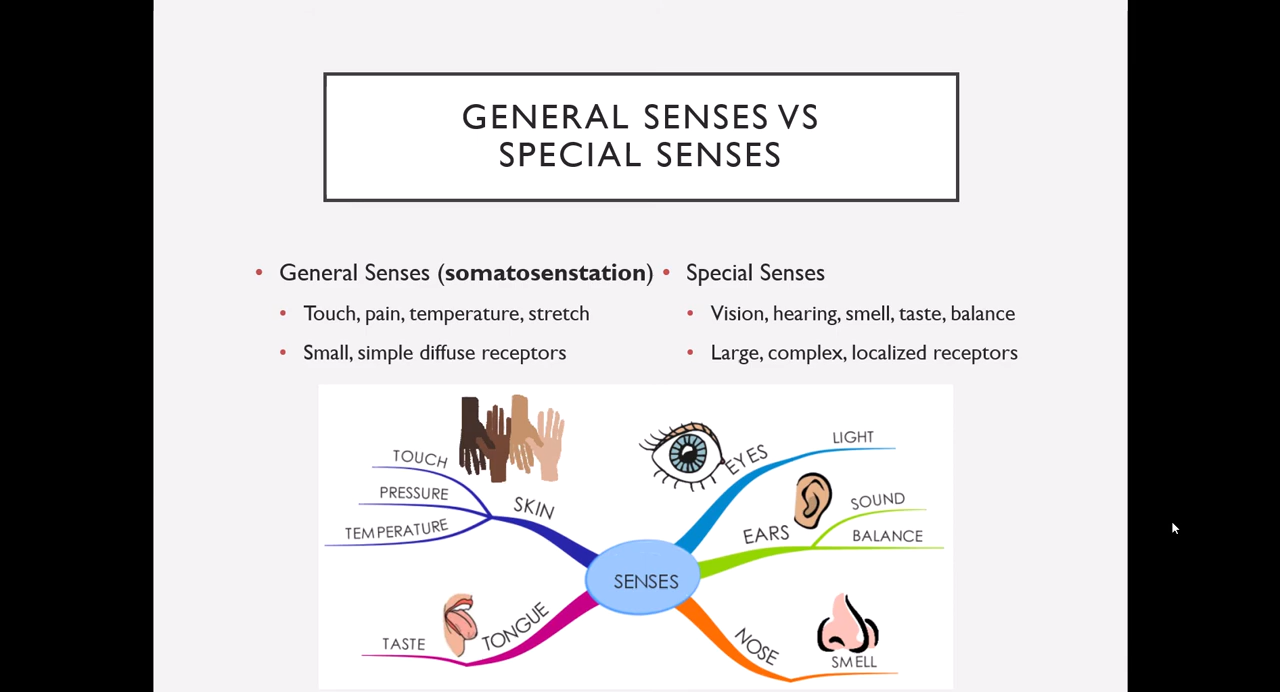 GENERAL SENSES VS
SPECIAL SENSES
• General Senses (somatosenstation)
• Touch, pain, temperature, stretch
• Small, simple diffuse receptors
• Special Senses
• Vision, hearing, smell, taste, balance
• Large, complex, localized receptors
TOUCH
PRESSURE
TEMPERATURE
SKIN
TASTE
TONGUE
SENSES
EYES
LIGHT
EARS
SOUND
BALANCE
NOSE
SMELL